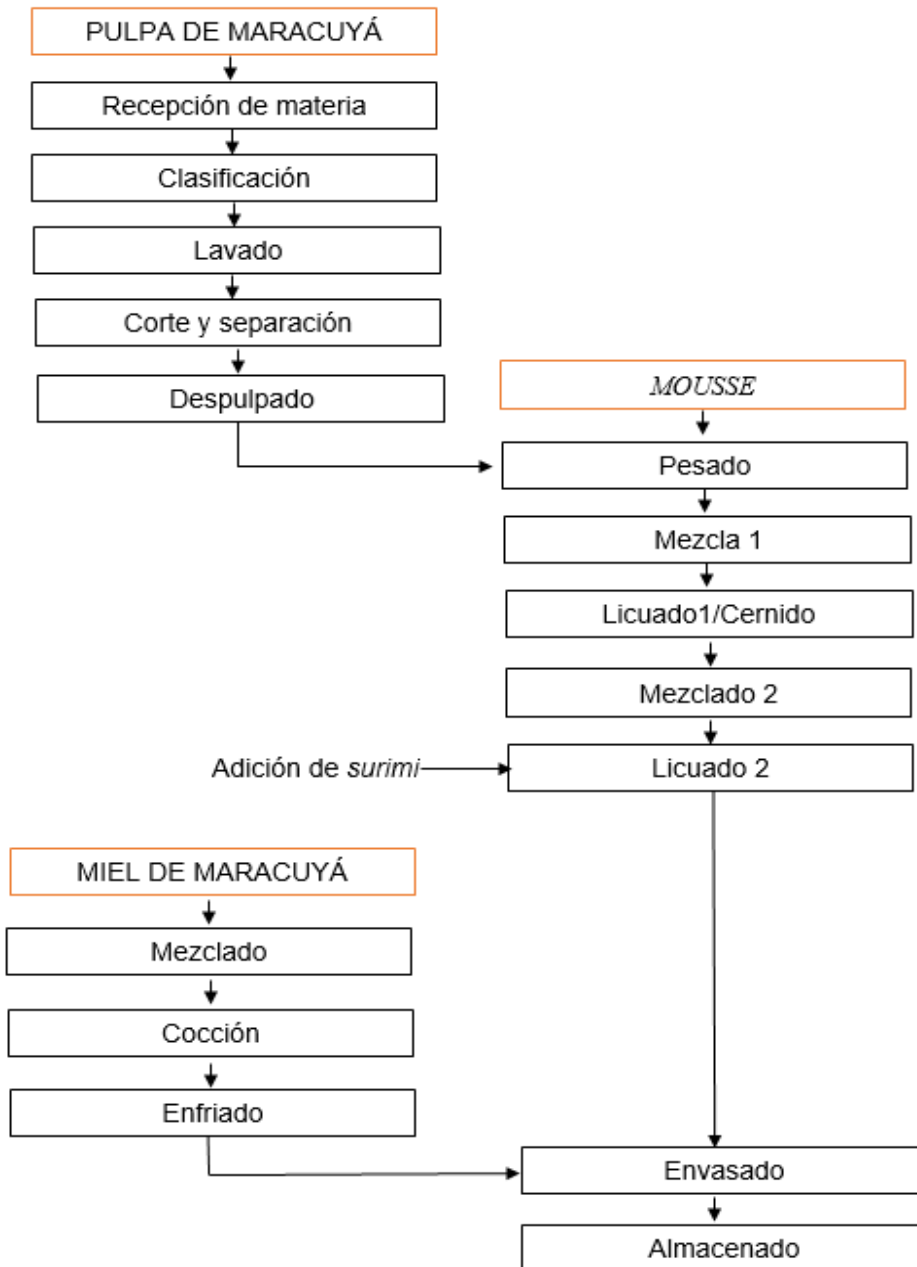 PULPA DE MARACUYÁ
Recepción de materia
Clasificación
Lavado
Corte y separación
Despulpado
MOUSSE
Pesado
Mezcla 1
Licuado1/Cernido
Mezclado 2
Adición de surimi
Licuado 2
MIEL DE MARACUYÁ
Mezclado
Cocción
Enfriado
Envasado
Almacenado